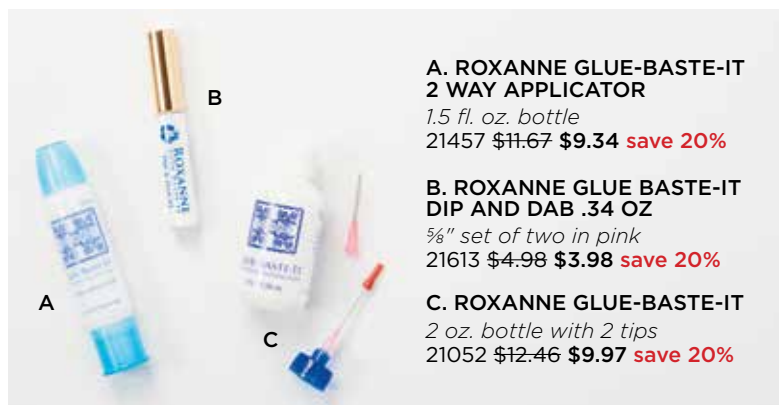 A. ROXANNE GLUE-BASTE-IT
2 WAY APPLICATOR
1.5 fl. oz. bottle
21457 $11.67 $9.34 save 20%
B. ROXANNE GLUE BASTE-IT
DIP AND DAB .34 OZ
⅝" set of two in pink
21613 $4.98 $3.98 save 20%
C. ROXANNE GLUE-BASTE-IT
2 oz. bottle with 2 tips
21052 $12.46 $9.97 save 20%
A
B
C
ROXANNE